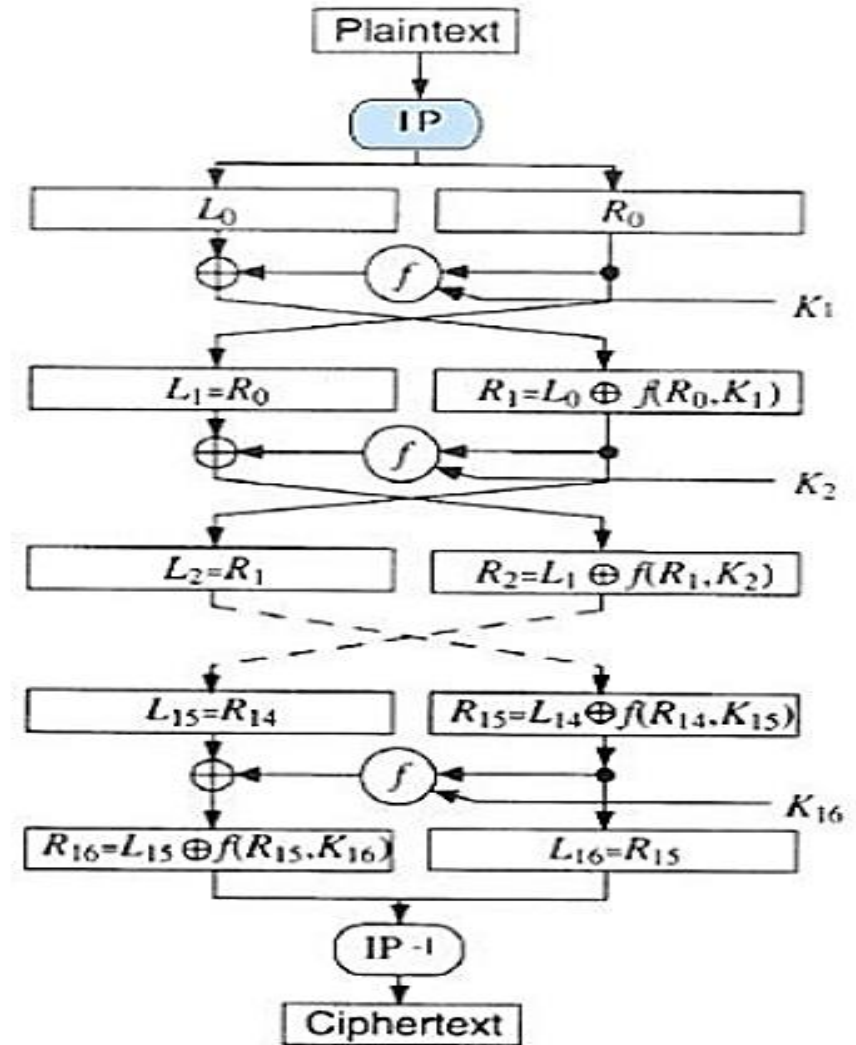 Plaintext
IP
L₀
R₀
f
K₁
L₁=R₀
R₁=L₀ ⊕ f(R₀,K₁)
f
K₂
L₂=R₁
R₂=L₁ ⊕ f(R₁,K₂)
L₁₅=R₁₄
R₁₅=L₁₄⊕f(R₁₄,K₁₅)
f
K₁₆
R₁₆=L₁₅⊕f(R₁₅,K₁₆)
L₁₆=R₁₅
IP -1
Ciphertext